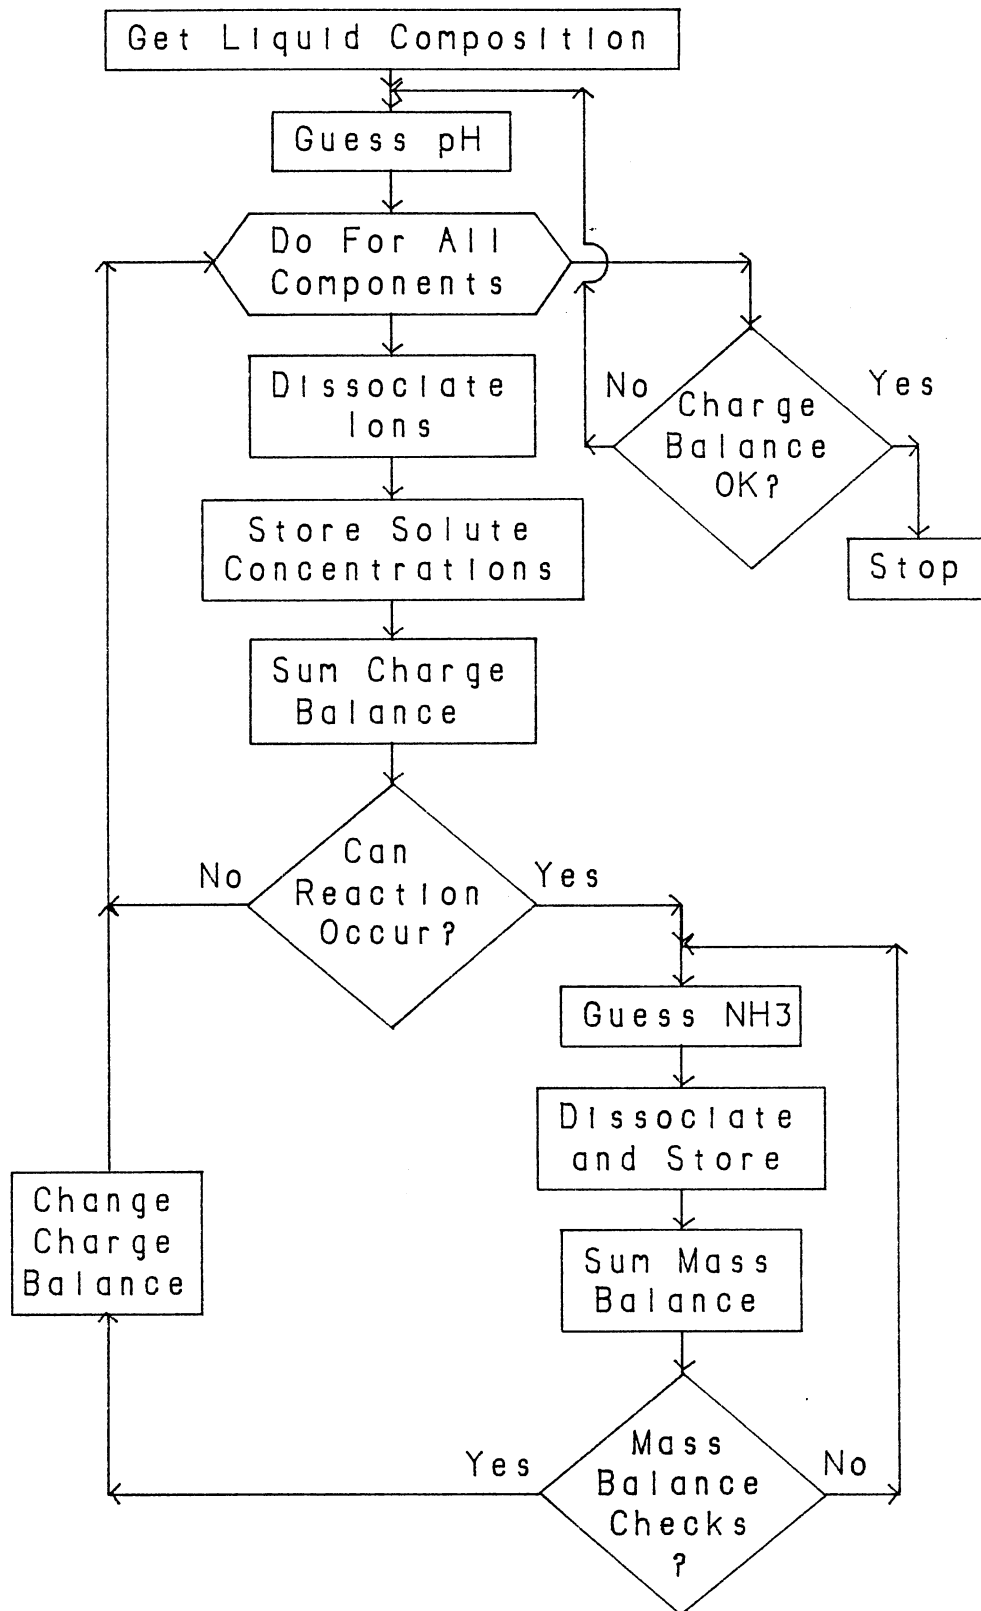 Get Liquid Composition
Guess pH
Do For All
Components
Dissociate
Ions
No
Charge
Balance
OK?
Yes
Stop
Store Solute
Concentrations
Sum Charge
Balance
No
Can
Reaction
Occur?
Yes
Guess NH3
Dissociate
and Store
Change
Charge
Balance
Sum Mass
Balance
Yes
Mass
Balance
Checks
?
No